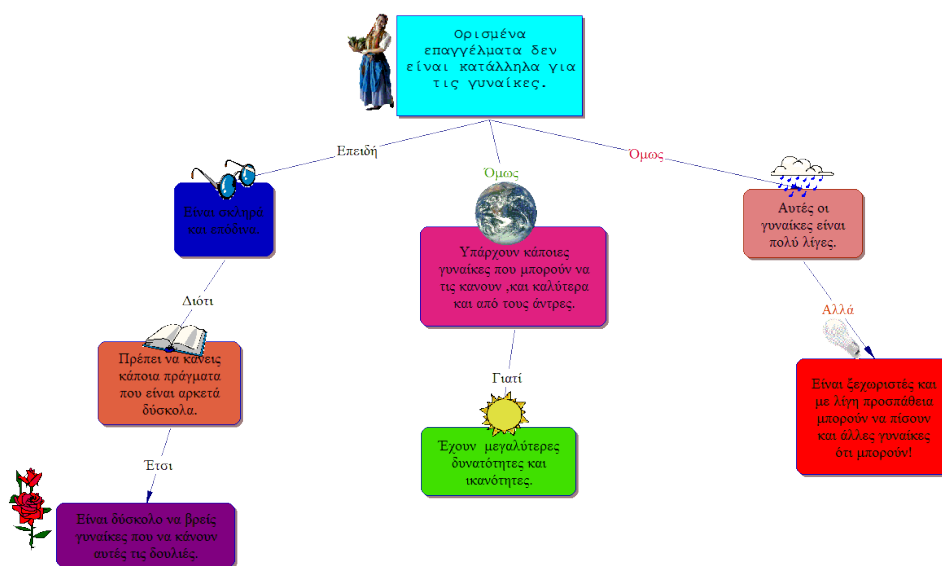 Ορισμένα
επαγγέλματα δεν
είναι κατάλληλα για
τις γυναίκες.
Επειδή
Όμως
Όμως
Είναι σκληρά
και επόδινα.
Υπάρχουν κάποιες
γυναίκες που μπορούν να
τις κανουν ,και καλύτερα
και από τους άντρες.
Αυτές οι
γυναίκες είναι
πολύ λίγες.
Διότι
Γιατί
Αλλά
Πρέπει να κάνεις
κάποια πράγματα
που είναι αρκετά
δύσκολα.
Έχουν μεγαλύτερες
δυνατότητες και
ικανότητες.
Είναι ξεχωριστές και
με λίγη προσπάθεια
μπορούν να πίσουν
και άλλες γυναίκες
ότι μπορούν!
Έτσι
Είναι δύσκολο να βρείς
γυναίκες που να κάνουν
αυτές τις δουλιές.